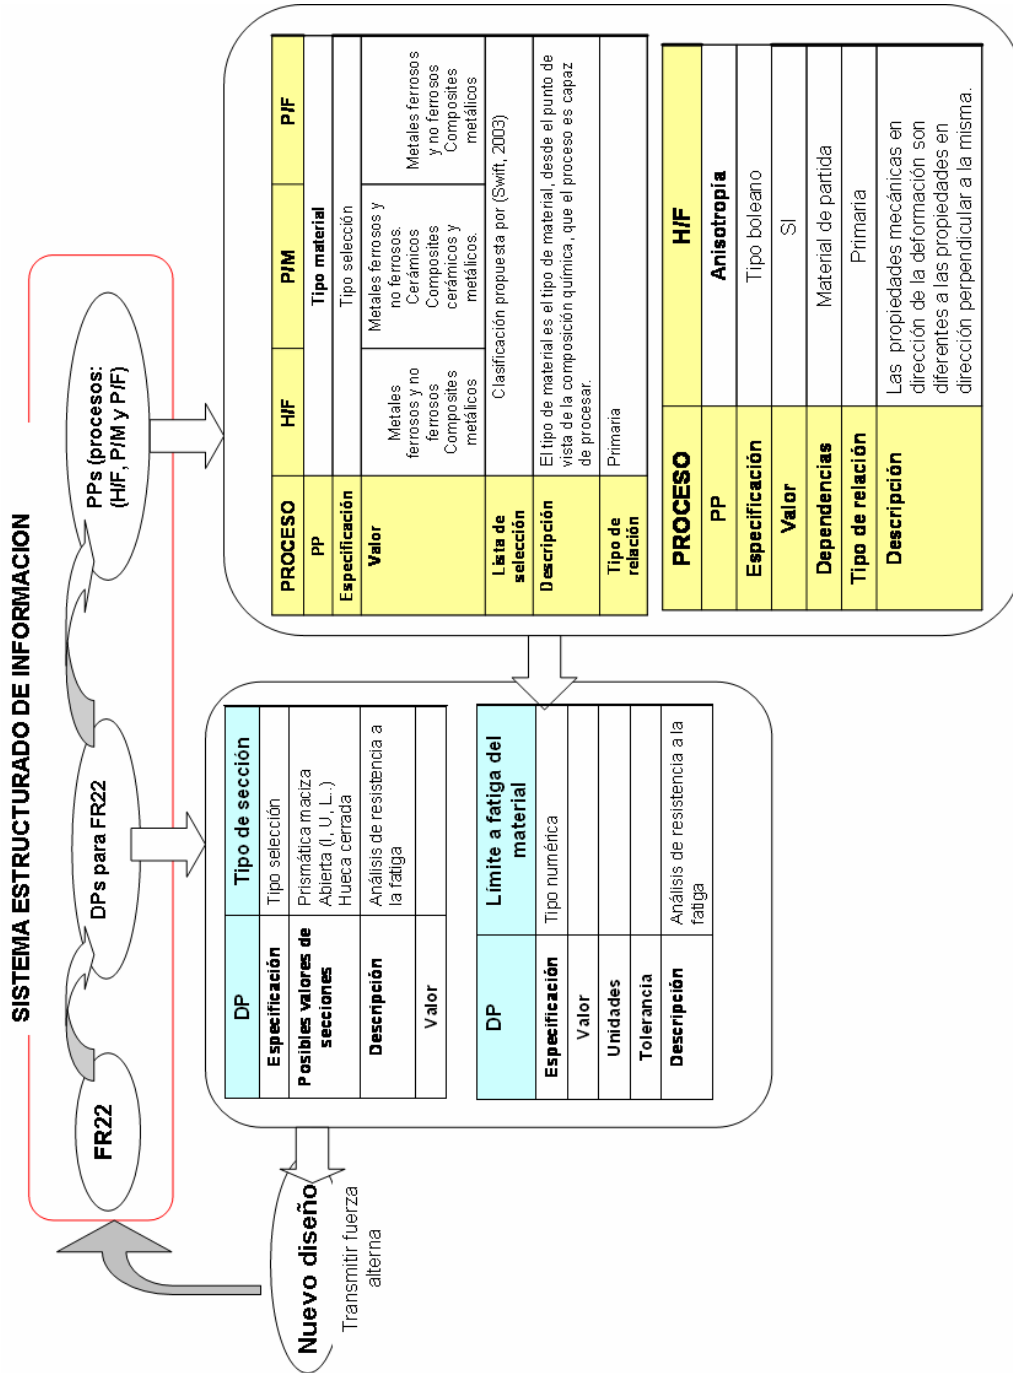 SISTEMA ESTRUCTURADO DE INFORMACION
FR22
DPs para FR22
PPs (procesos:
(H/F, P/M y P/F)
Nuevo diseño
Transmitir fuerza
alterna
DP
Tipo de sección
Especificación
Tipo selección
Posibles valores de
secciones
Prismática maciza
Abierta (I, U, L..)
Hueca cerrada
Descripción
Análisis de resistencia a
la fatiga
Valor
DP
Límite a fatiga del
material
Especificación
Tipo numérica
Valor
Unidades
Tolerancia
Descripción
Análisis de resistencia a la
fatiga
PROCESO
H/F
P/M
P/F
PP
Tipo material
Especificación
Tipo selección
Valor
Metales
ferrosos y no
ferrosos
Composites
metálicos
Metales ferrosos y
no ferrosos.
Cerámicos
Composites
cerámicos y
metálicos.
Metales ferrosos
y no ferrosos
Composites
metálicos
Lista de
selección
Clasificación propuesta por (Swift, 2003)
Descripción
El tipo de material es el tipo de material, desde el punto de
vista de la composición química, que el proceso es capaz
de procesar.
Tipo de
relación
Primaria
PROCESO
H/F
PP
Anisotropía
Especificación
Tipo boleano
Valor
SI
Dependencias
Material de partida
Tipo de relación
Primaria
Descripción
Las propiedades mecánicas en
dirección de la deformación son
diferentes a las propiedades en
dirección perpendicular a la misma.